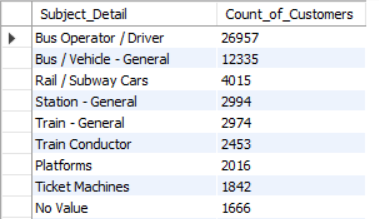 Subject_Detail Count_of_Customers
Bus Operator / Driver 26957
Bus / Vehicle - General 12335
Rail / Subway Cars 4015
Station - General 2994
Train - General 2974
Train Conductor 2453
Platforms 2016
Ticket Machines 1842
No Value 1666